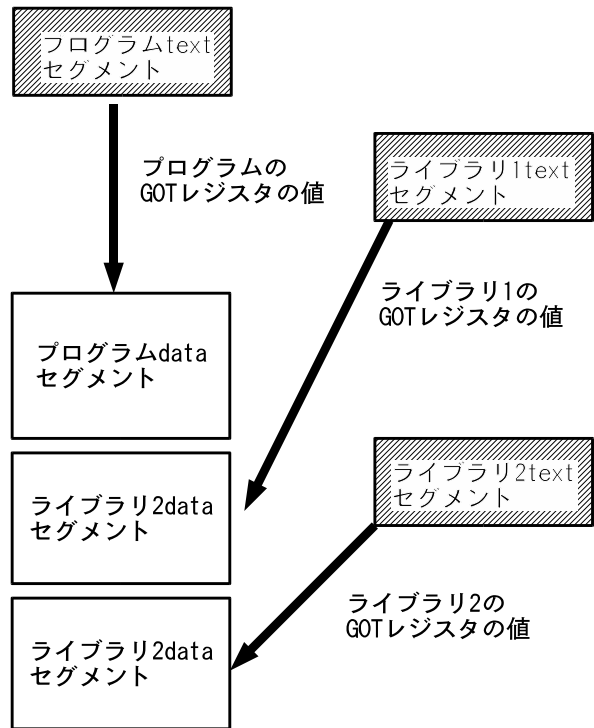 プログラムtext
セグメント
プログラムの
GOTレジスタの値
ライブラリ1text
セグメント
ライブラリ1の
GOTレジスタの値
プログラムdata
セグメント
ライブラリ2data
セグメント
ライブラリ2text
セグメント
ライブラリ2の
GOTレジスタの値
ライブラリ2data
セグメント